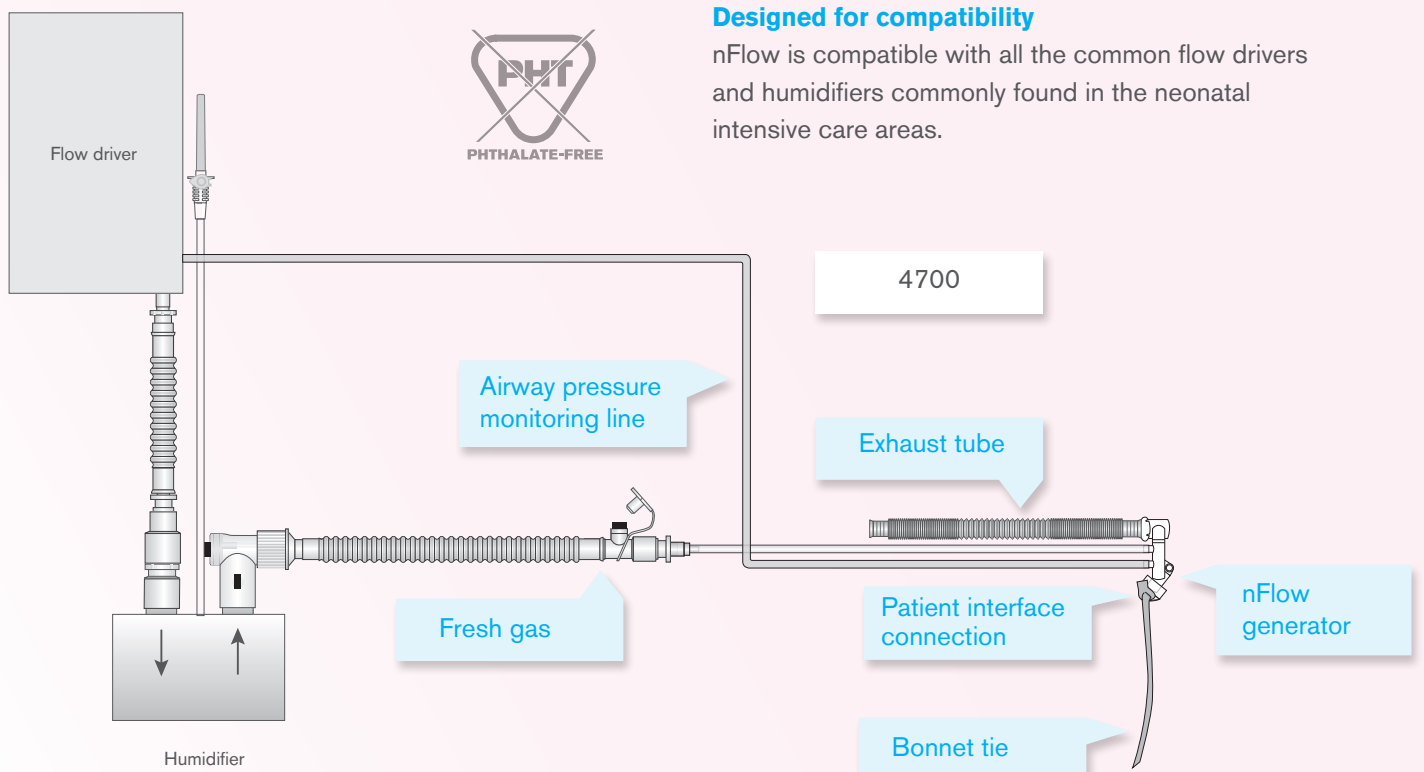 Designed for compatibility
nFlow is compatible with all the common flow drivers
and humidifiers commonly found in the neonatal
intensive care areas.
PHT
PHTHALATE-FREE
Flow driver
4700
Airway pressure
monitoring line
Exhaust tube
Fresh gas
Patient interface
connection
nFlow
generator
Bonnet tie
Humidifier